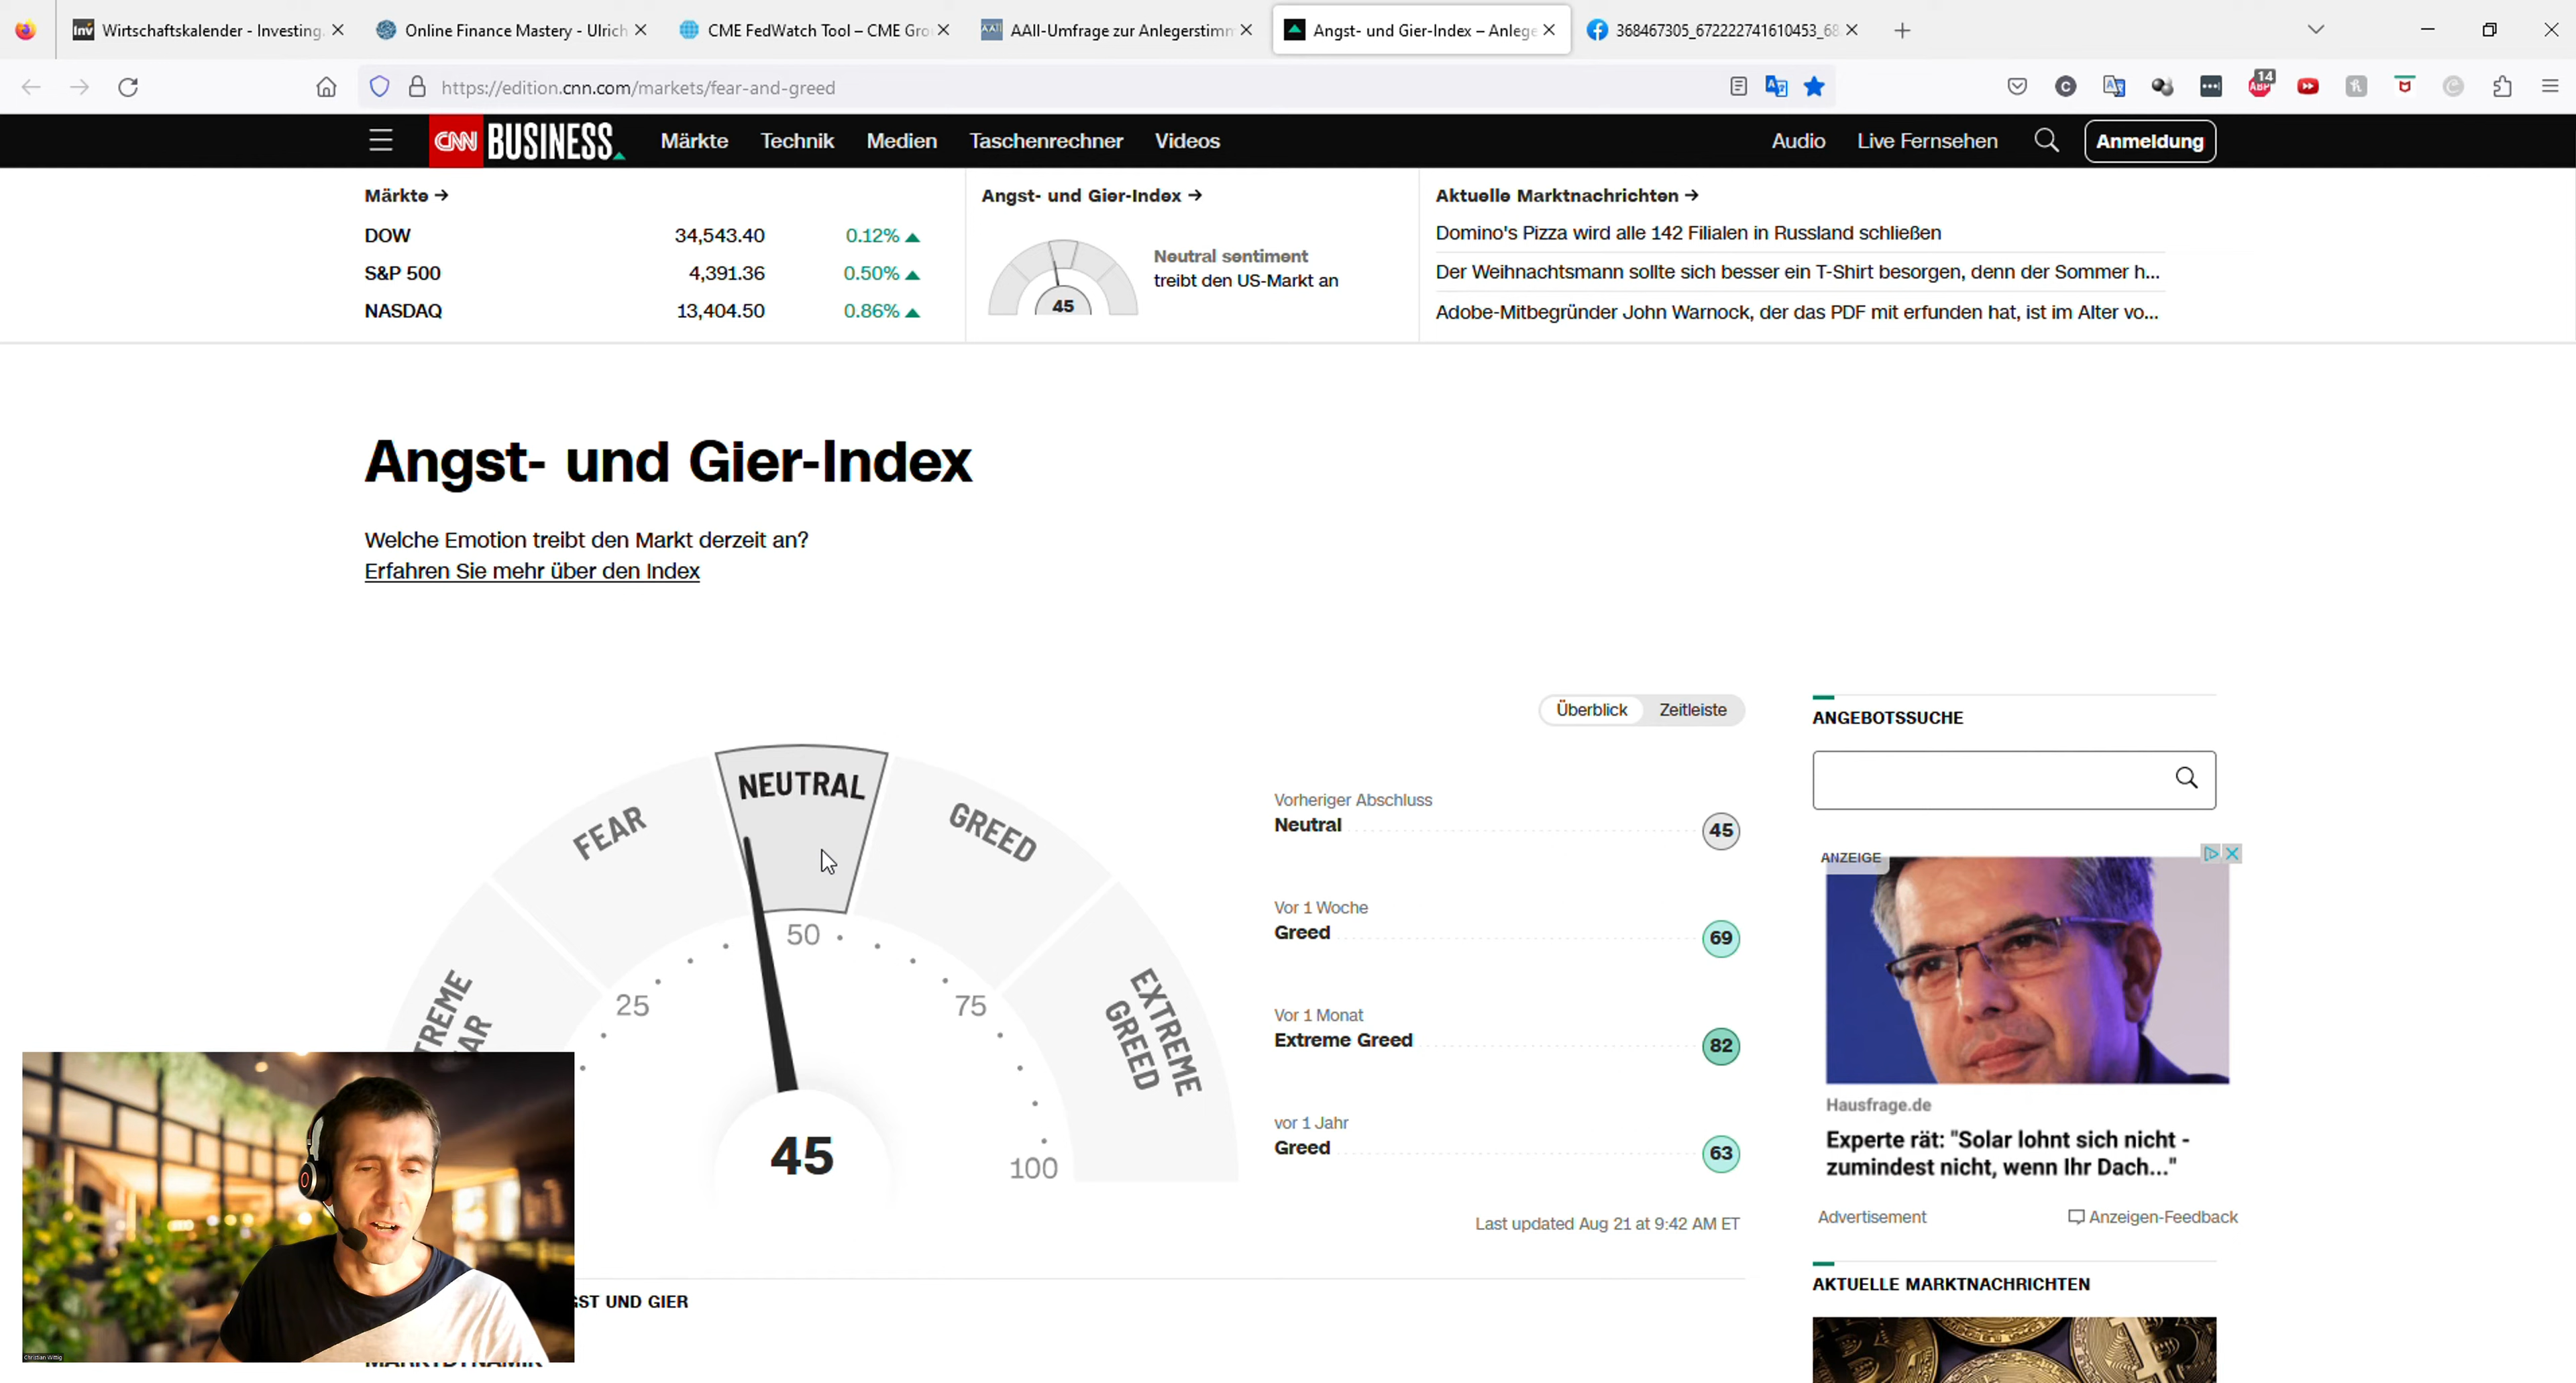 Wirtschaftskalender - Investing.
Online Finance Mastery - Ulrich
CME FedWatch Tool – CME Gro
AAII-Umfrage zur Anlegerstimm
Angst- und Gier-Index – Anlege
368467305_672222741610453_68
https://edition.cnn.com/markets/fear-and-greed
14
ABP
CNN BUSINESS
Märkte
Technik
Medien
Taschenrechner
Videos
Audio
Live Fernsehen
Anmeldung
Märkte →
DOW 34,543.40 0.12%
S&P 500 4,391.36 0.50%
NASDAQ 13,404.50 0.86%
Angst- und Gier-Index →
45
Neutral sentiment
treibt den US-Markt an
Aktuelle Marktnachrichten →
Domino's Pizza wird alle 142 Filialen in Russland schließen
Der Weihnachtsmann sollte sich besser ein T-Shirt besorgen, denn der Sommer h...
Adobe-Mitbegründer John Warnock, der das PDF mit erfunden hat, ist im Alter vo...
Angst- und Gier-Index
Welche Emotion treibt den Markt derzeit an?
Erfahren Sie mehr über den Index
Überblick
Zeitleiste
FEAR
NEUTRAL
GREED
EXTREME
GREED
TREME
AR
25
50
75
100
45
Vorheriger Abschluss
Neutral 45
Vor 1 Woche
Greed 69
Vor 1 Monat
Extreme Greed 82
vor 1 Jahr
Greed 63
Last updated Aug 21 at 9:42 AM ET
ANGEBOTSSUCHE
ANZEIGE
Hausfrage.de
Experte rät: "Solar lohnt sich nicht -
zumindest nicht, wenn Ihr Dach..."
Advertisement
Anzeigen-Feedback
AKTUELLE MARKTNACHRICHTEN
GST UND GIER
Christian Wittig